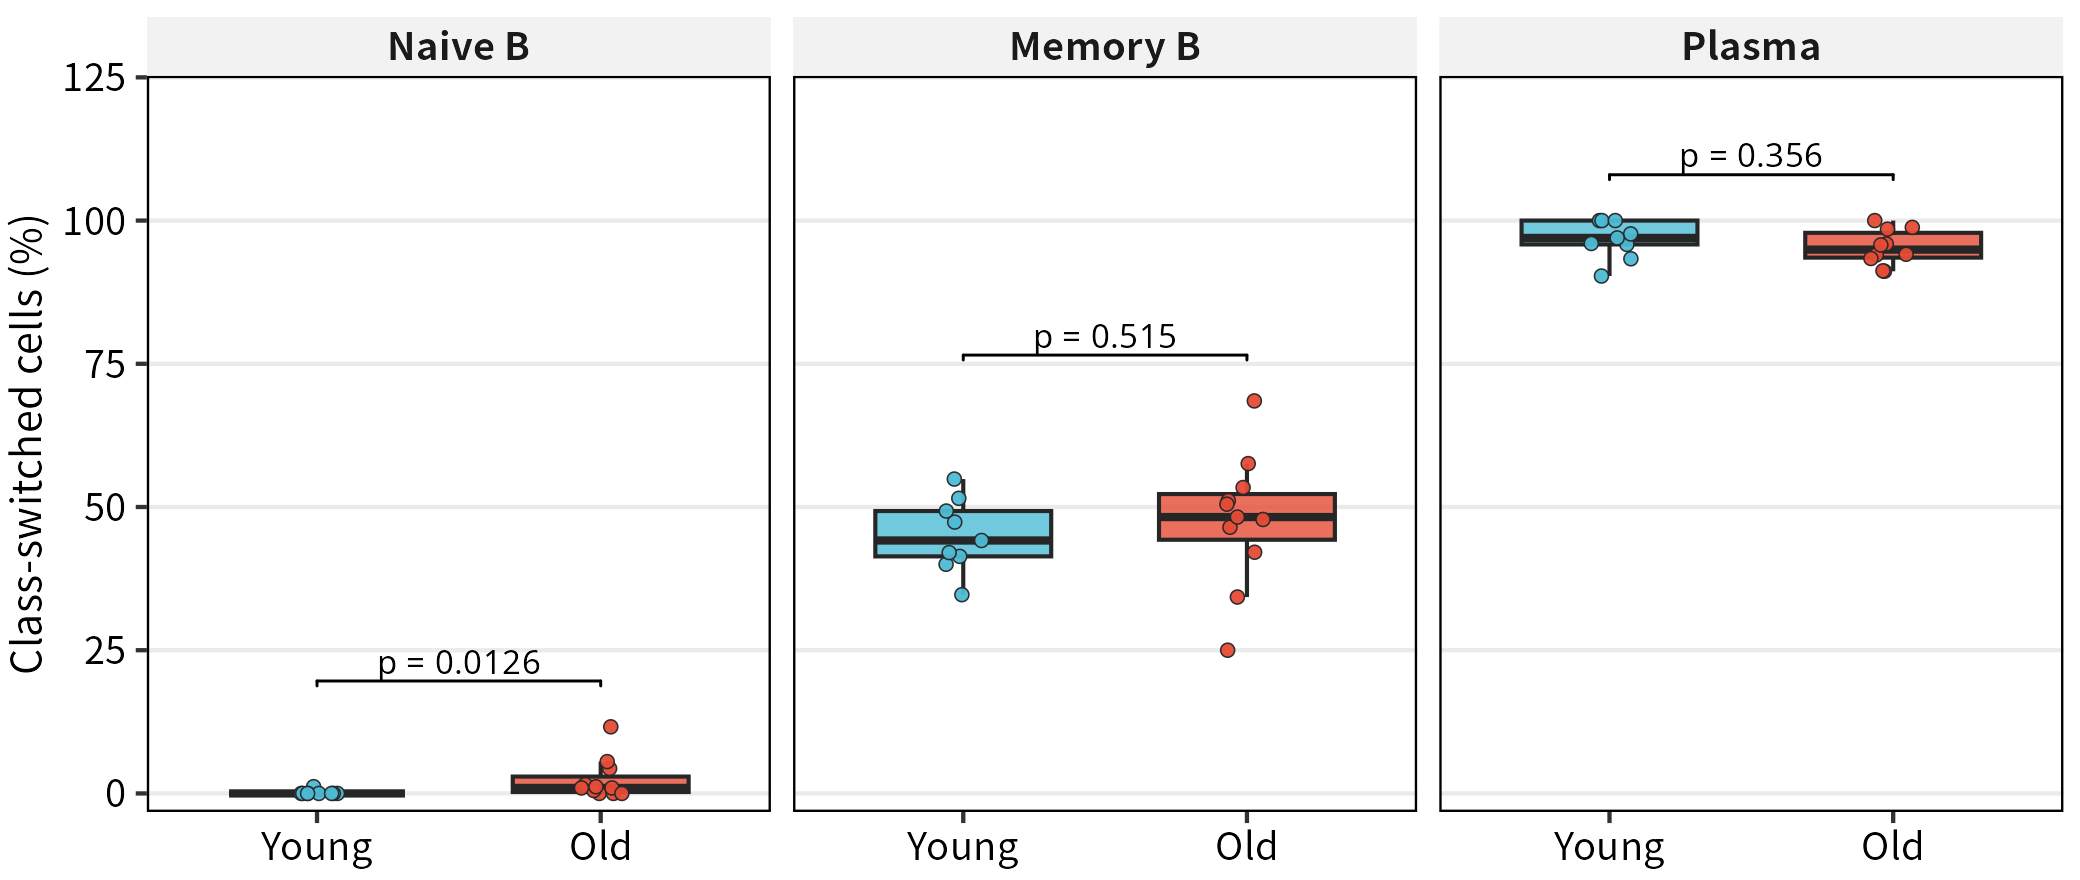 Naive B
Memory B
Plasma
Class-switched cells (%)
125
100
75
50
25
0
p = 0.0126
p = 0.515
p = 0.356
Young
Old
Young
Old
Young
Old